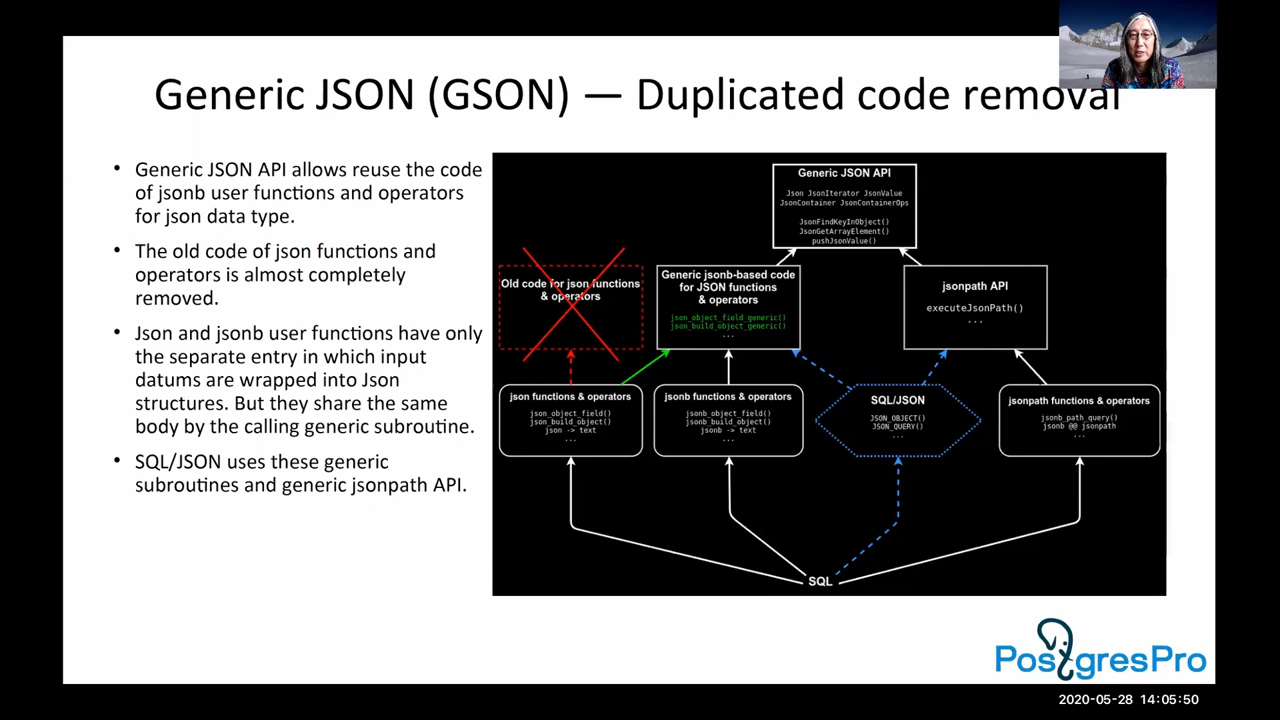 Generic JSON (GSON) — Duplicated code removal
• Generic JSON API allows reuse the code
of jsonb user functions and operators
for json data type.
• The old code of json functions and
operators is almost completely
removed.
• Json and jsonb user functions have only
the separate entry in which input
datums are wrapped into Json
structures. But they share the same
body by the calling generic subroutine.
• SQL/JSON uses these generic
subroutines and generic jsonpath API.
Generic JSON API
Json JsonIterator JsonValue
JsonContainer JsonContainerOps
JsonFindKeyInObject()
JsonGetArrayElement()
pushJsonValue()
Old code for json functions
& operators
Generic jsonb-based code
for JSON functions
& operators
json_object_field_generic()
json_build_object_generic()
...
jsonpath API
executeJsonPath()
...
json functions & operators
json_object_field()
json_build_object()
json -> text
...
jsonb functions & operators
jsonb_object_field()
jsonb_build_object()
jsonb -> text
...
SQL/JSON
JSON_OBJECT()
JSON_QUERY()
...
jsonpath functions & operators
jsonb_path_query()
jsonb @@ jsonpath
...
SQL
PostgresPro
2020-05-28 14:05:50